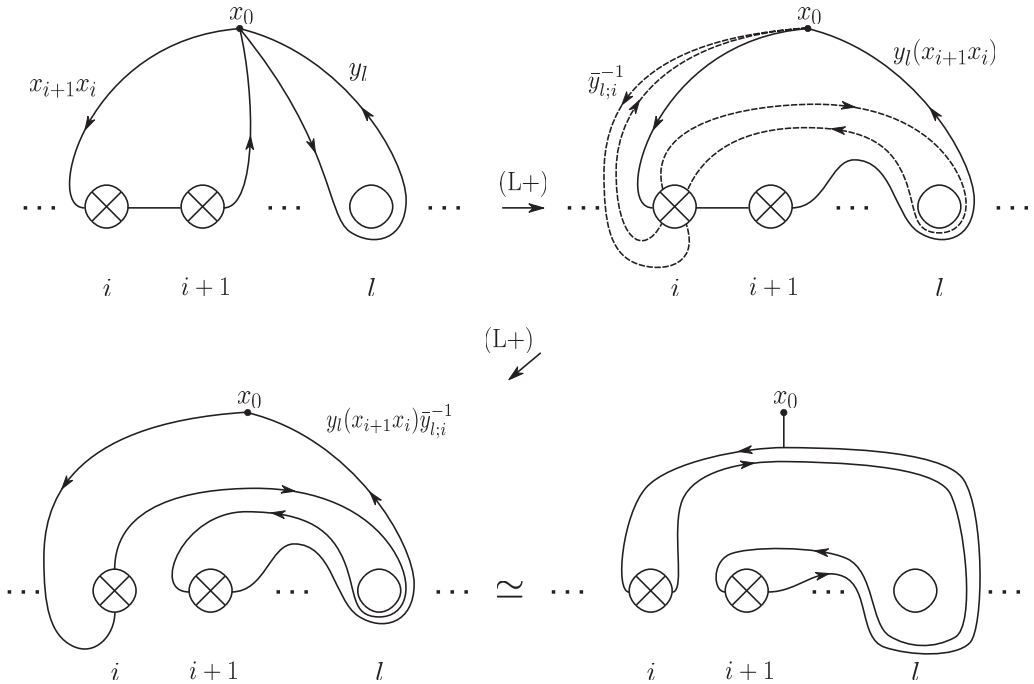 x_0 x_0
x_{i+1}x_i y_l \bar{y}_{l;i}^{-1} y_l(x_{i+1}x_i)
(L+)
... ... ... ... ... ...
i i + 1 l i i + 1 l
(L+)
x_0 x_0
y_l(x_{i+1}x_i)\bar{y}_{l;i}^{-1}
... ... ... ≃ ... ... ...
i i + 1 l i i + 1 l